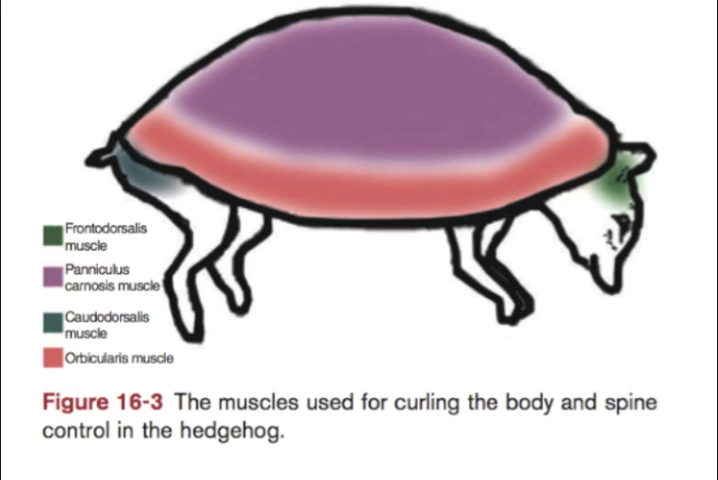 Frontodorsalis
muscle
Panniculus
carnosis muscle
Caudodorsalis
muscle
Orbicularis muscle
Figure 16-3 The muscles used for curling the body and spine
control in the hedgehog.